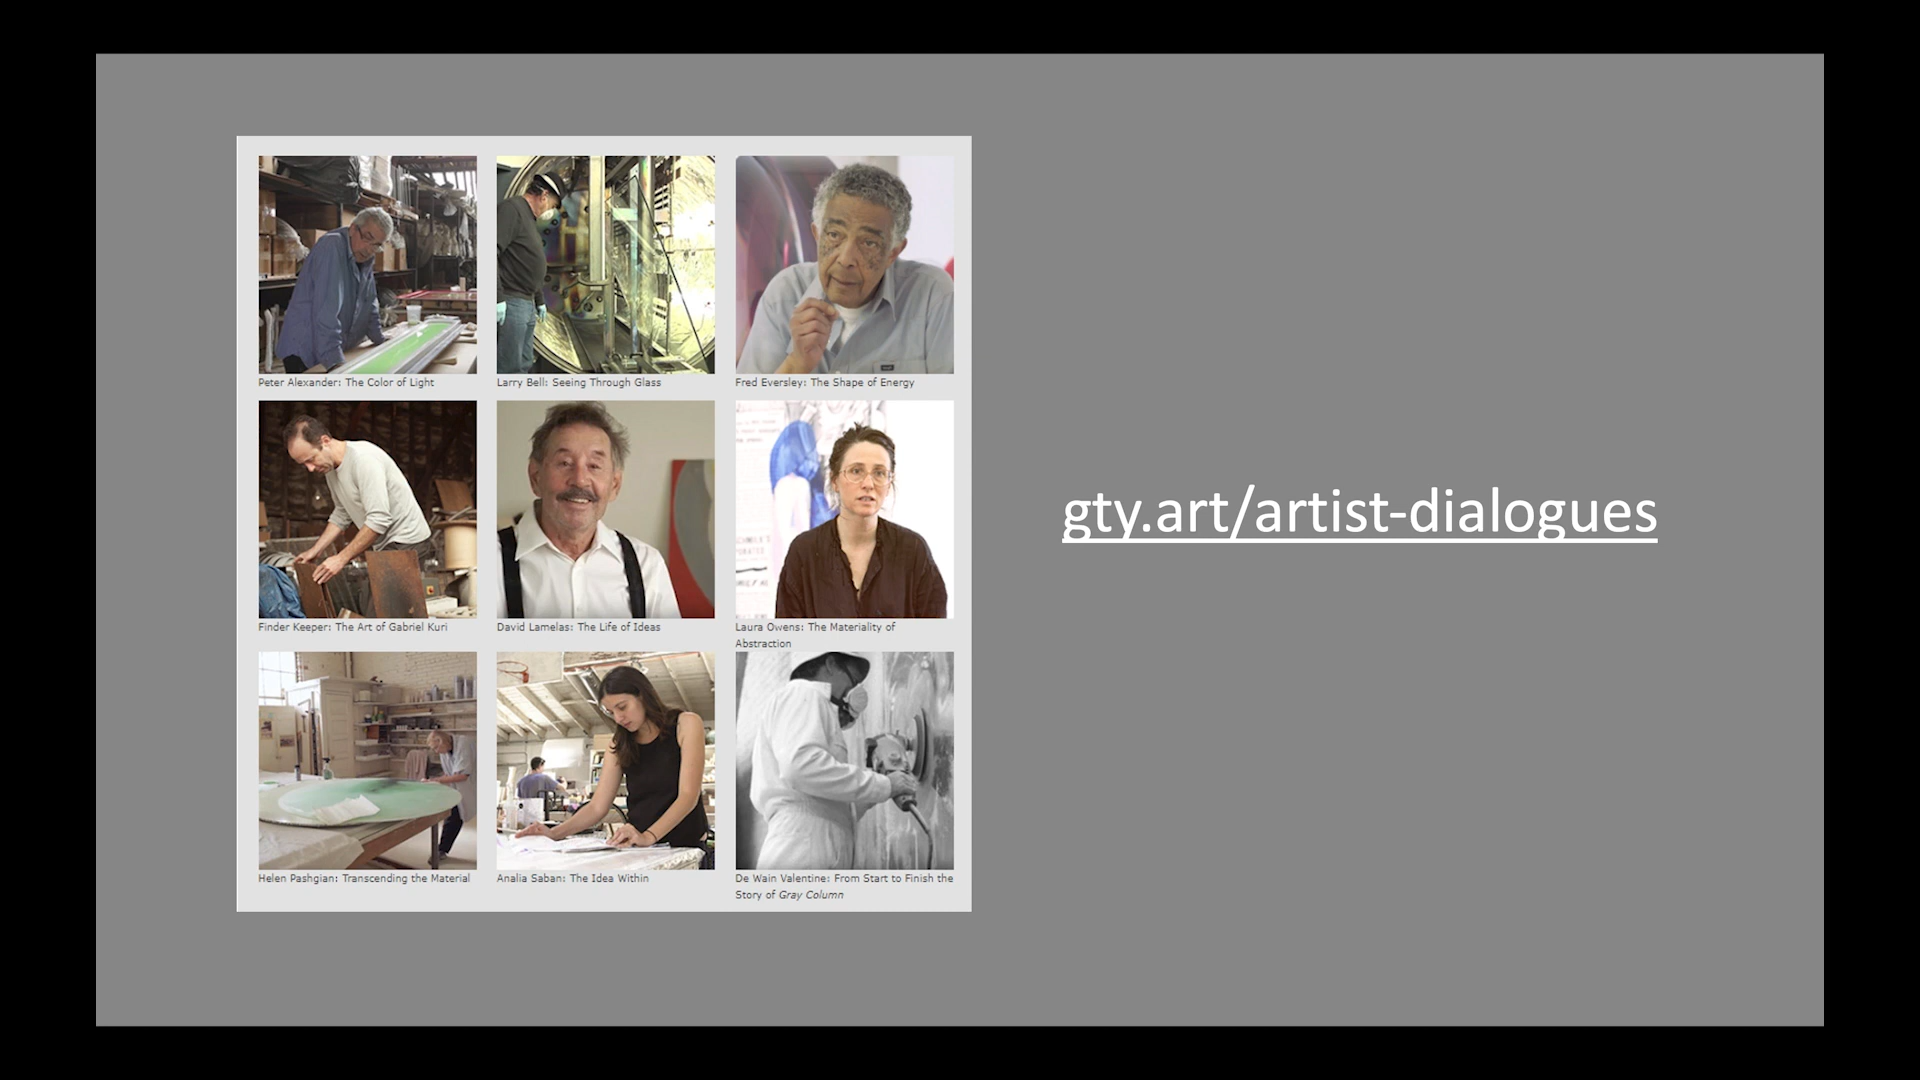 Peter Alexander: The Color of Light
Larry Bell: Seeing Through Glass
Fred Eversley: The Shape of Energy
Finder Keeper: The Art of Gabriel Kuri
David Lamelas: The Life of Ideas
Laura Owens: The Materiality of
Abstraction
Helen Pashgian: Transcending the Material
Analia Saban: The Idea Within
De Wain Valentine: From Start to Finish the
Story of Gray Column
gty.art/artist-dialogues